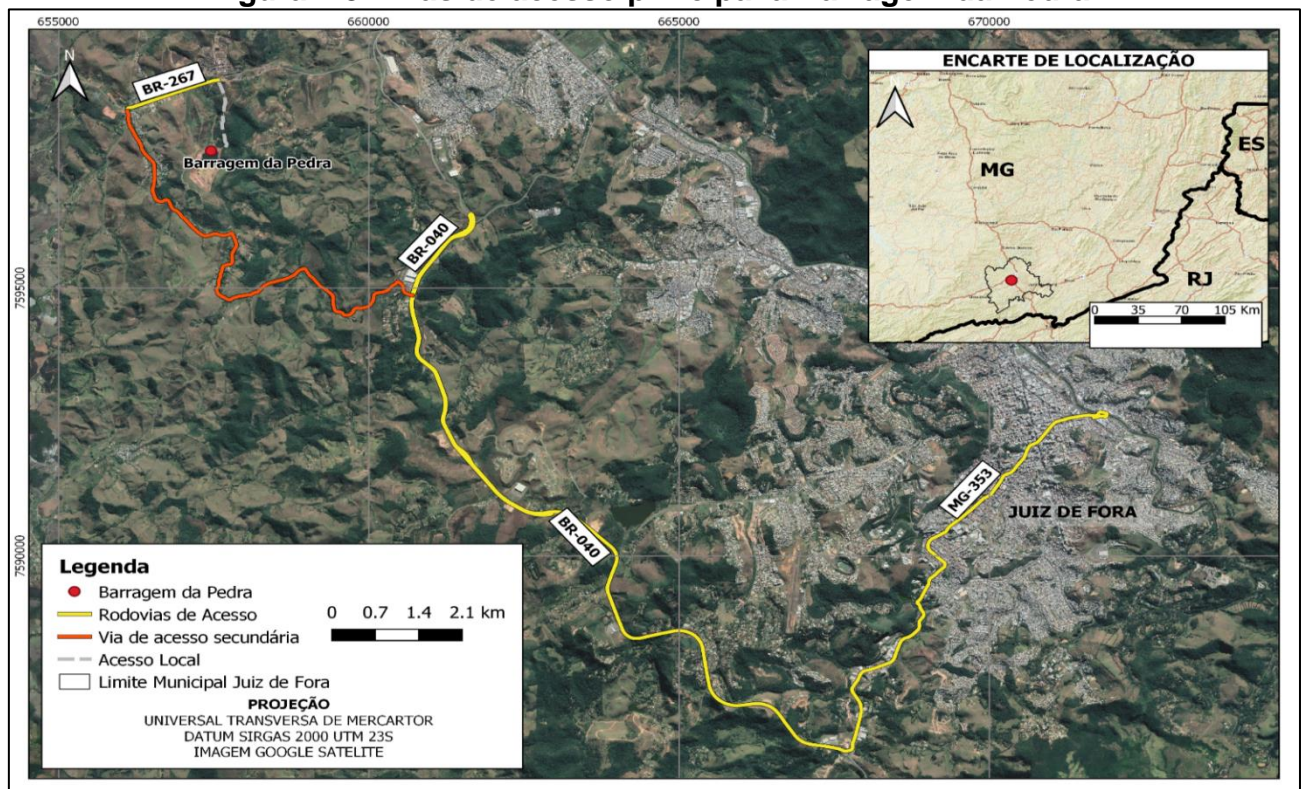 655000
660000
670000
N
BR-267
Barragem da Pedra
BR-040
7595000
ENCARTE DE LOCALIZAÇÃO
MG
ES
RJ
0 35 70 105 Km
MG-353
JUIZ DE FORA
BR-040
7590000
Legenda
Barragem da Pedra
Rodovias de Acesso
Via de acesso secundária
Acesso Local
Limite Municipal Juiz de Fora
0 0.7 1.4 2.1 km
PROJEÇÃO
UNIVERSAL TRANSVERSA DE MERCARTOR
DATUM SIRGAS 2000 UTM 23S
IMAGEM GOOGLE SATELITE